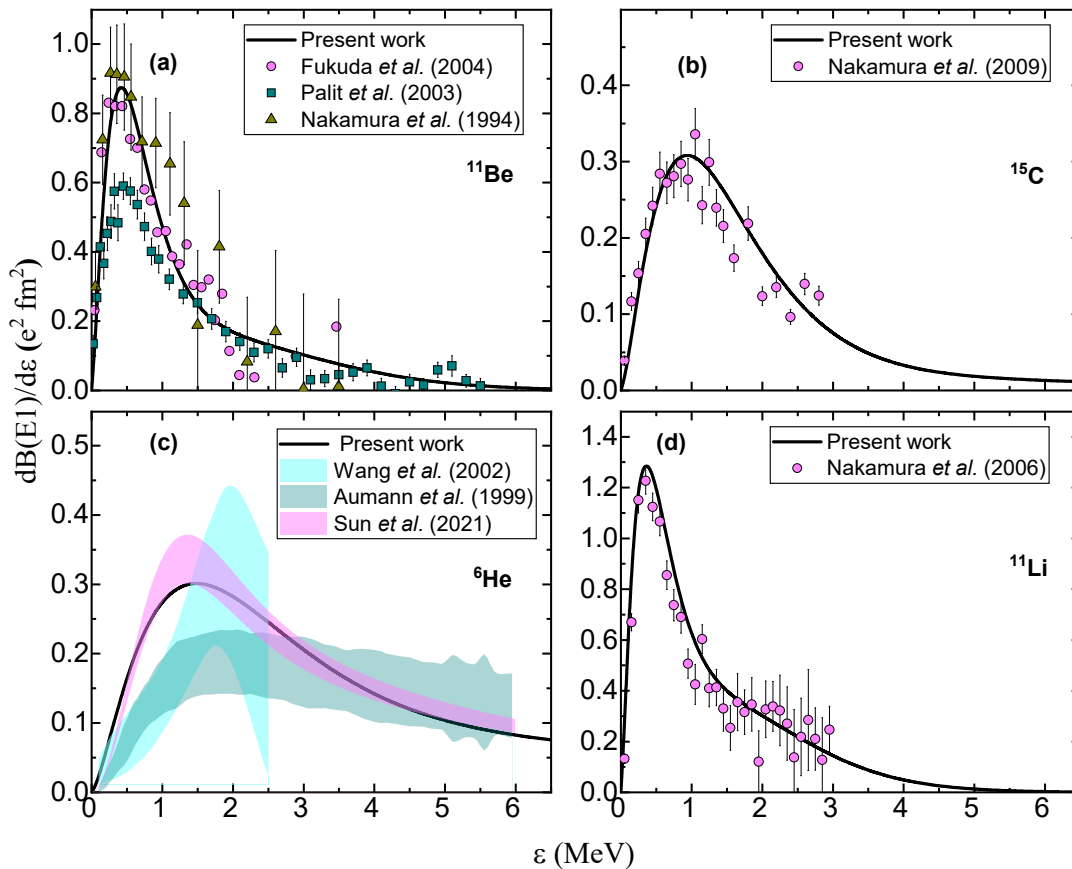 dB(E1)/dε (e² fm²)
1.0
0.8
0.6
0.4
0.2
0.0
(a)
Present work
Fukuda et al. (2004)
Palit et al. (2003)
Nakamura et al. (1994)
¹¹Be
0.5
0.4
0.3
0.2
0.1
0.0
(b)
Present work
Nakamura et al. (2009)
¹⁵C
0.5
0.4
0.3
0.2
0.1
0.0
(c)
Present work
Wang et al. (2002)
Aumann et al. (1999)
Sun et al. (2021)
⁶He
0 1 2 3 4 5 6
1.4
1.2
1.0
0.8
0.6
0.4
0.2
0.0
(d)
Present work
Nakamura et al. (2006)
¹¹Li
0 1 2 3 4 5 6
ε (MeV)